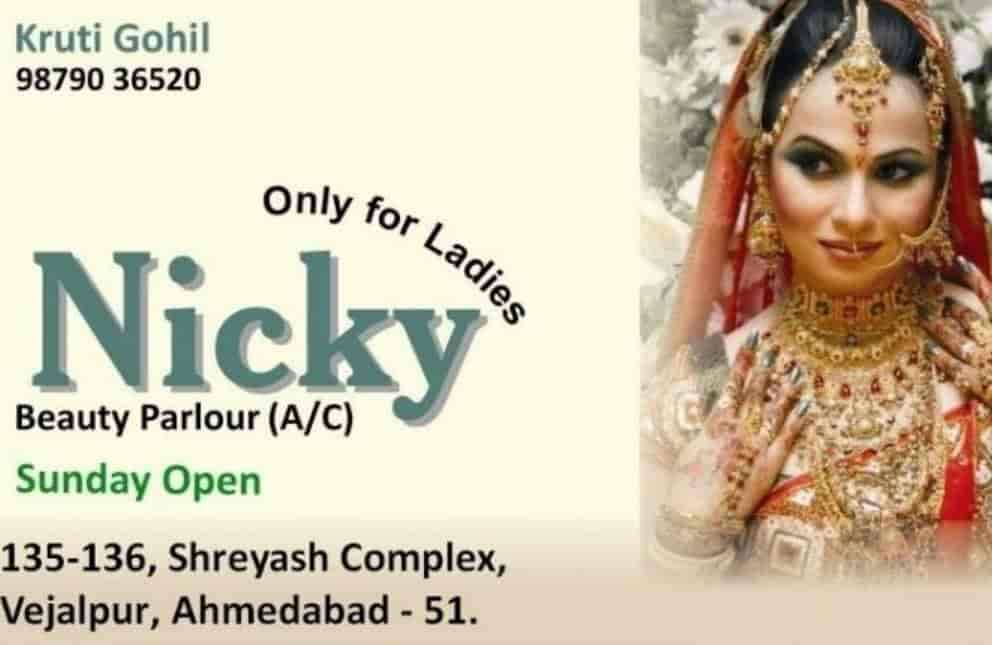 Kruti Gohil
98790 36520
Only for Ladies
Nicky
Beauty Parlour (A/C)
Sunday Open
135-136, Shreyash Complex,
Vejalpur, Ahmedabad - 51.